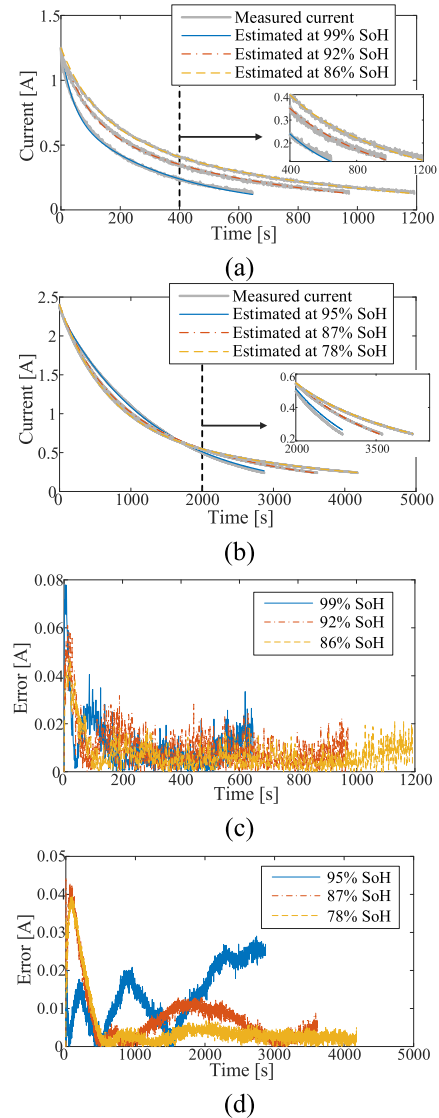 Measured current
Estimated at 99% SoH
Estimated at 92% SoH
Estimated at 86% SoH
1.5
1
0.5
0
Current [A]
0.4
0.3
0.2
400 600 800 1000 1200
0 200 400 600 800 1000 1200
Time [s]
(a)
Measured current
Estimated at 95% SoH
Estimated at 87% SoH
Estimated at 78% SoH
2.5
2
1.5
1
0.5
0
Current [A]
0.6
0.4
0.2
2000 3500 4500
0 1000 2000 3000 4000 5000
Time [s]
(b)
99% SoH
92% SoH
86% SoH
0.08
0.06
0.04
0.02
0
Error [A]
0 200 400 600 800 1000 1200
Time [s]
(c)
95% SoH
87% SoH
78% SoH
0.05
0.04
0.03
0.02
0.01
0
Error [A]
0 1000 2000 3000 4000 5000
Time [s]
(d)